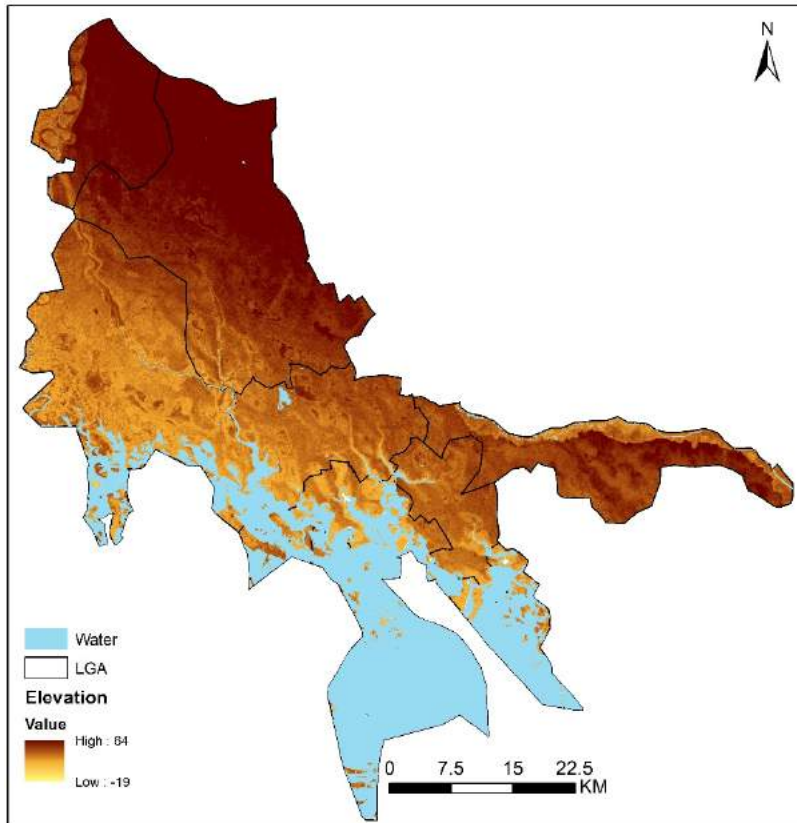 N
Water
LGA
Elevation
Value
High : 64
Low : -19
0 7.5 15 22.5
KM